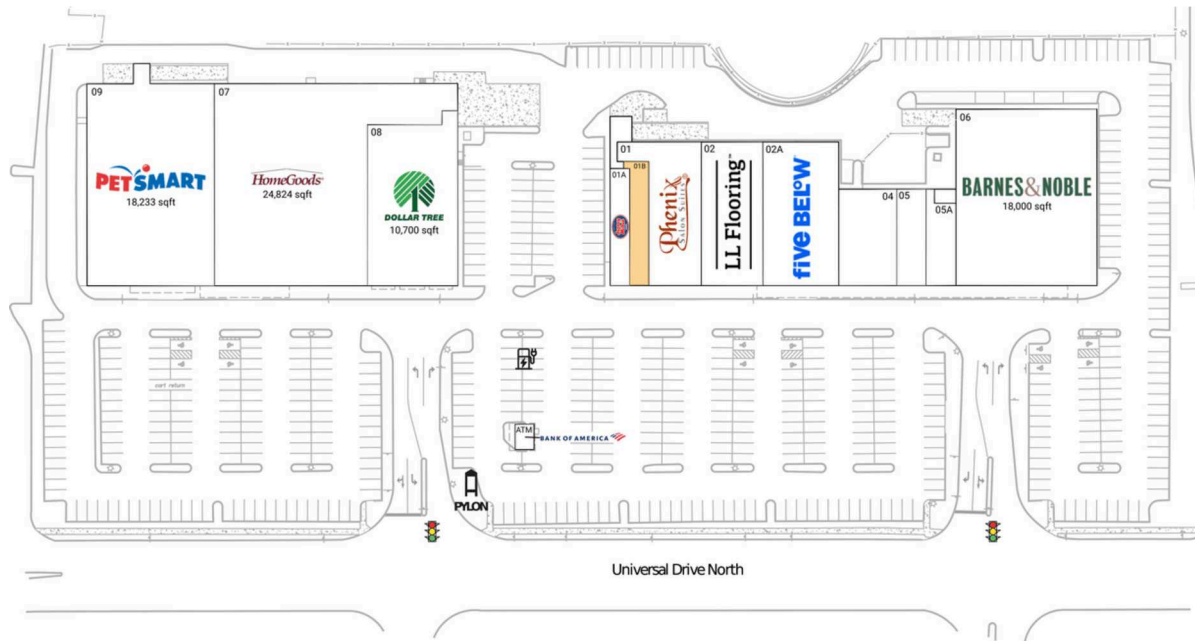 09
07
08
PETSMART
18,233 sqft
HomeGoods
24,824 sqft
DOLLAR TREE
10,700 sqft
01
01A
01B
Phenix
SALON SUITES
02
LL Flooring
02A
five BELOW
04
05
05A
06
BARNES&NOBLE
18,000 sqft
cart return
ATM
BANK OF AMERICA
PYLON
Universal Drive North